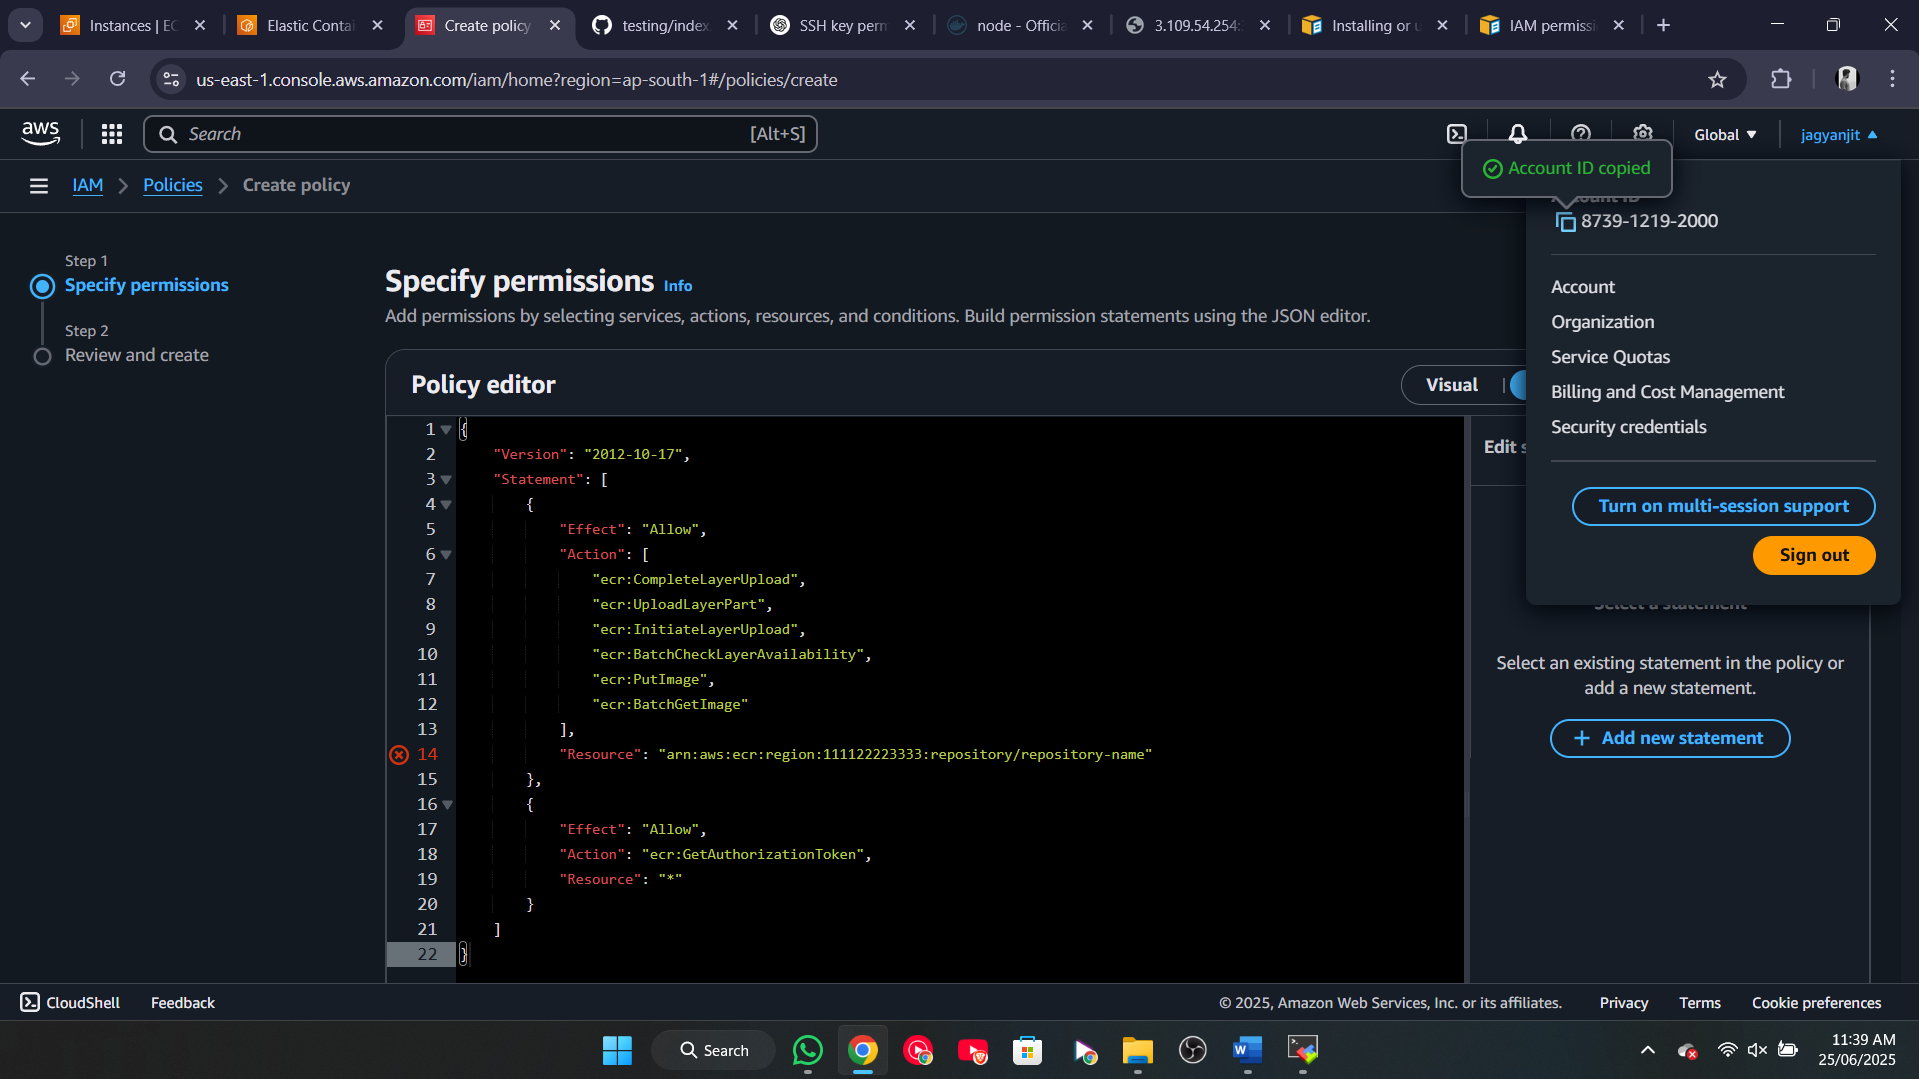 Instances | EC
Elastic Contai
Create policy
testing/index.
SSH key perm
node - Officia
3.109.54.254:
Installing or u
IAM permissi
us-east-1.console.aws.amazon.com/iam/home?region=ap-south-1#/policies/create
aws
Search
[Alt+S]
Global
jagyanjit
Account ID copied
IAM
Policies
Create policy
Account ID
8739-1219-2000
Account
Organization
Service Quotas
Billing and Cost Management
Security credentials
Turn on multi-session support
Sign out
Step 1
Specify permissions
Step 2
Review and create
Specify permissions Info
Add permissions by selecting services, actions, resources, and conditions. Build permission statements using the JSON editor.
Policy editor
Visual
1 {
2 "Version": "2012-10-17",
3 "Statement": [
4 {
5 "Effect": "Allow",
6 "Action": [
7 "ecr:CompleteLayerUpload",
8 "ecr:UploadLayerPart",
9 "ecr:InitiateLayerUpload",
10 "ecr:BatchCheckLayerAvailability",
11 "ecr:PutImage",
12 "ecr:BatchGetImage"
13 ],
14 "Resource": "arn:aws:ecr:region:111122223333:repository/repository-name"
15 },
16 {
17 "Effect": "Allow",
18 "Action": "ecr:GetAuthorizationToken",
19 "Resource": "*"
20 }
21 ]
22 }
Edit s
Select a statement
Select an existing statement in the policy or
add a new statement.
+ Add new statement
CloudShell
Feedback
© 2025, Amazon Web Services, Inc. or its affiliates.
Privacy
Terms
Cookie preferences
Search
11:39 AM
25/06/2025